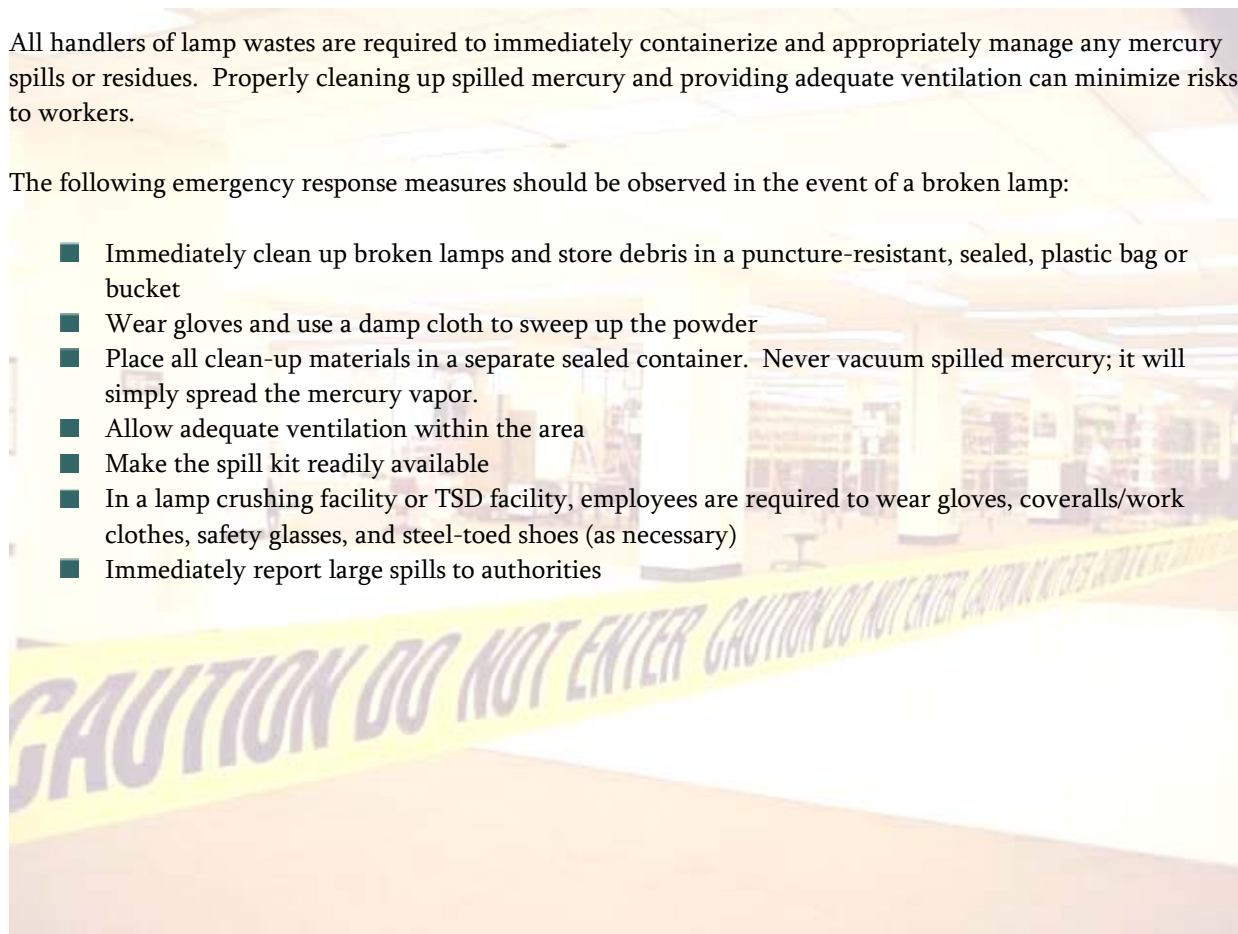 All handlers of lamp wastes are required to immediately containerize and appropriately manage any mercury
spills or residues.  Properly cleaning up spilled mercury and providing adequate ventilation can minimize risks
to workers.
The following emergency response measures should be observed in the event of a broken lamp:
Immediately clean up broken lamps and store debris in a puncture-resistant, sealed, plastic bag or
bucket
Wear gloves and use a damp cloth to sweep up the powder
Place all clean-up materials in a separate sealed container.  Never vacuum spilled mercury; it will
simply spread the mercury vapor.
Allow adequate ventilation within the area
Make the spill kit readily available
In a lamp crushing facility or TSD facility, employees are required to wear gloves, coveralls/work
clothes, safety glasses, and steel-toed shoes (as necessary)
Immediately report large spills to authorities
CAUTION DO NOT ENTER CAUTION DO NOT ENTER CAUTION DO NOT ENTER